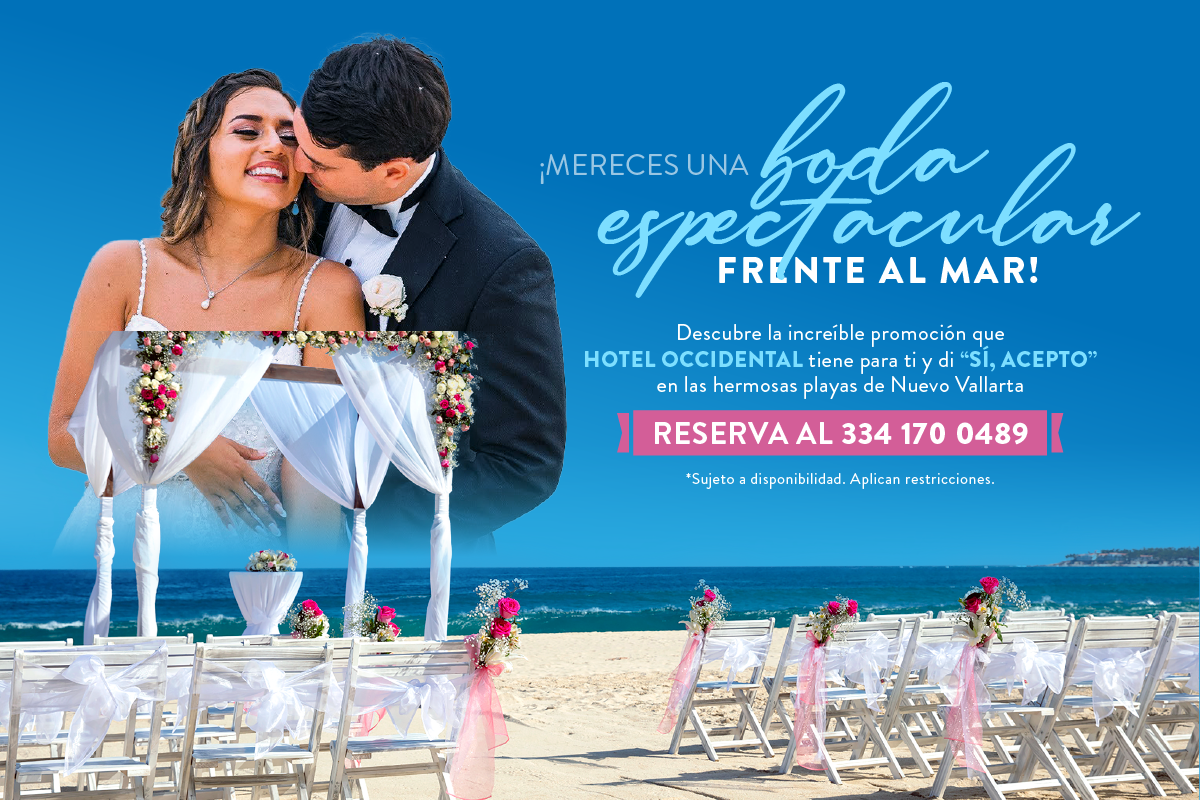 ¡MERECES UNA boda
espectacular
FRENTE AL MAR!
Descubre la increíble promoción que
HOTEL OCCIDENTAL tiene para ti y di “SÍ, ACEPTO”
en las hermosas playas de Nuevo Vallarta
RESERVA AL 334 170 0489
*Sujeto a disponibilidad. Aplican restricciones.